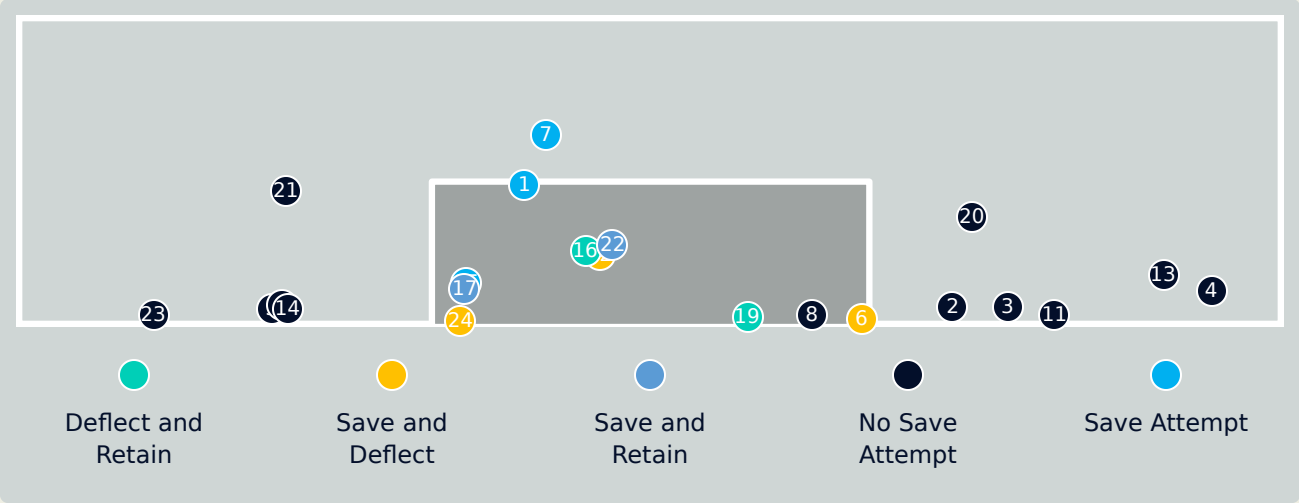 7
1
21
20
16
22
13
17
4
2
3
23
14
8
11
19
6
24
Deflect and
Retain
Save and
Deflect
Save and
Retain
No Save
Attempt
Save Attempt